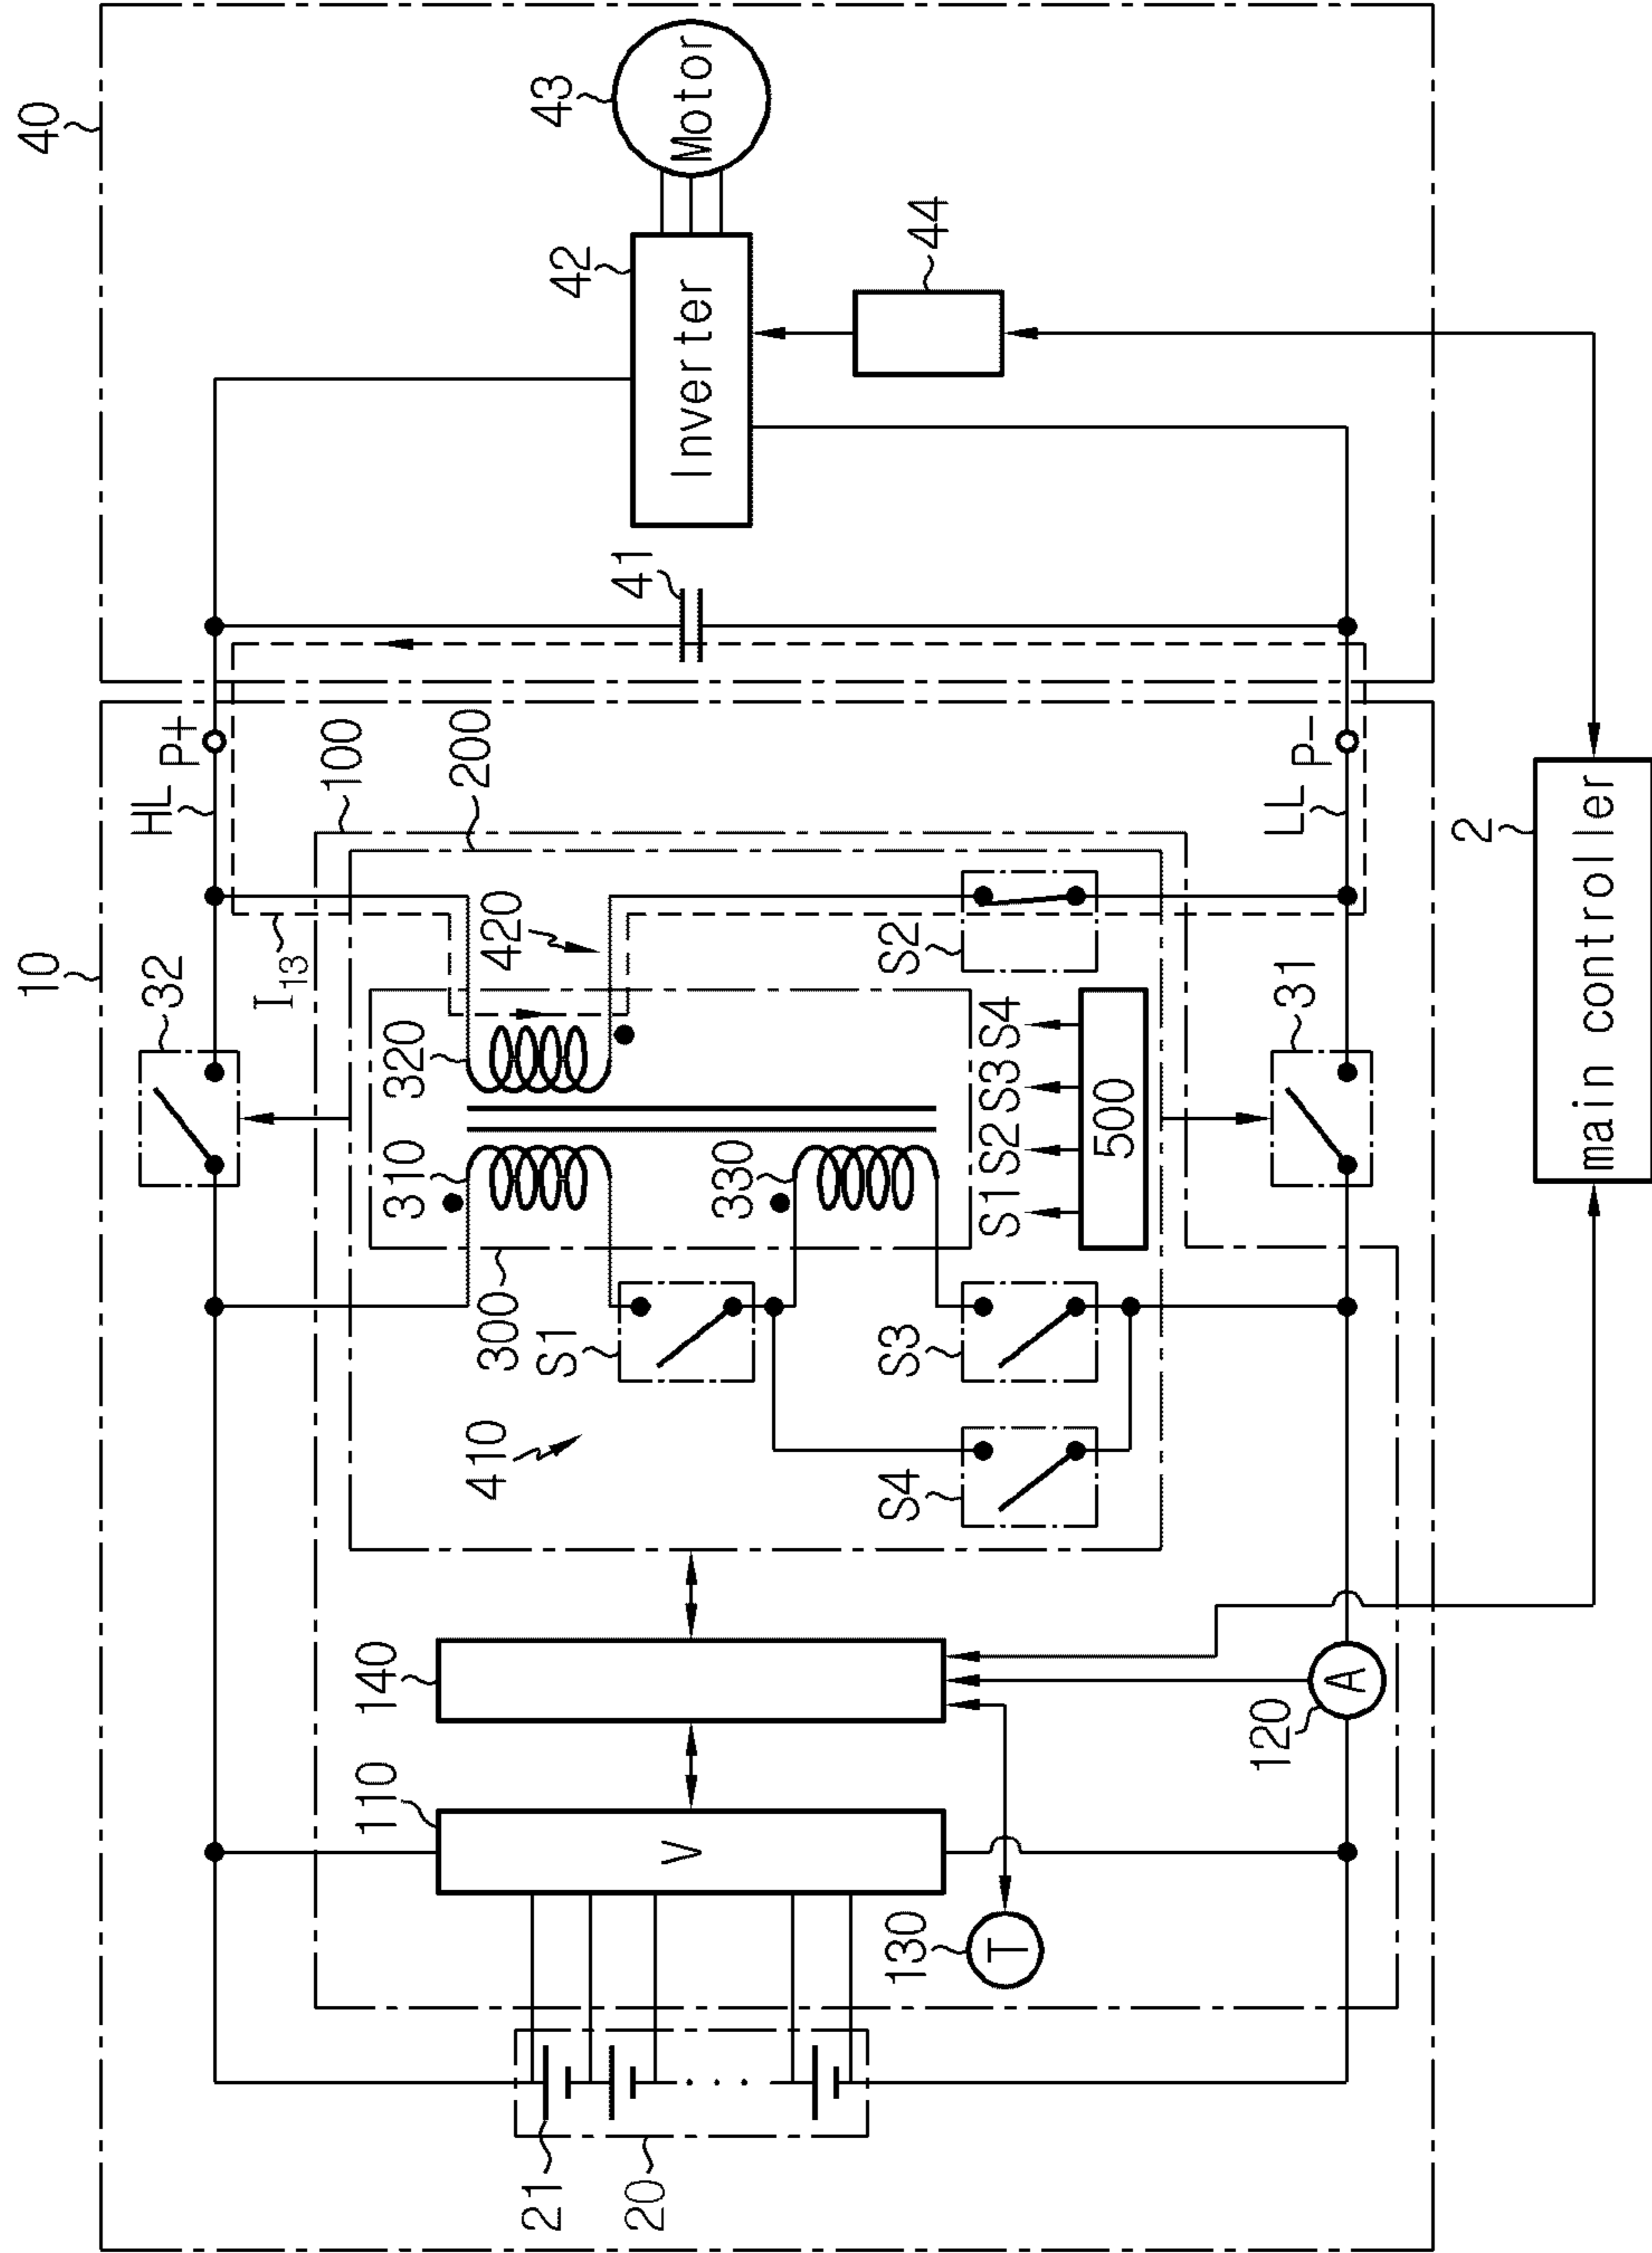 10
40
HL
P+
32
I13
100
200
43
Motor
42
Inverter
41
44
110
V
140
410
300
310
320
420
330
S1
S2
S3
S4
S1 S2 S3 S4
500
21
20
130
T
120
A
31
LL
P-
2
main controller